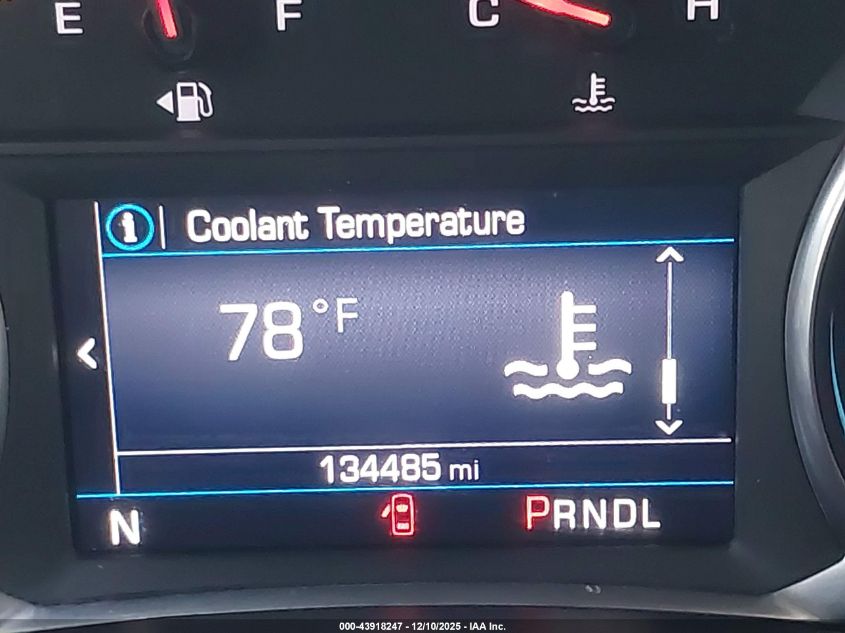 E F C H
Coolant Temperature
78°F
134485 mi
N PRNDL
000-43918247 - 12/10/2025 - IAA Inc.